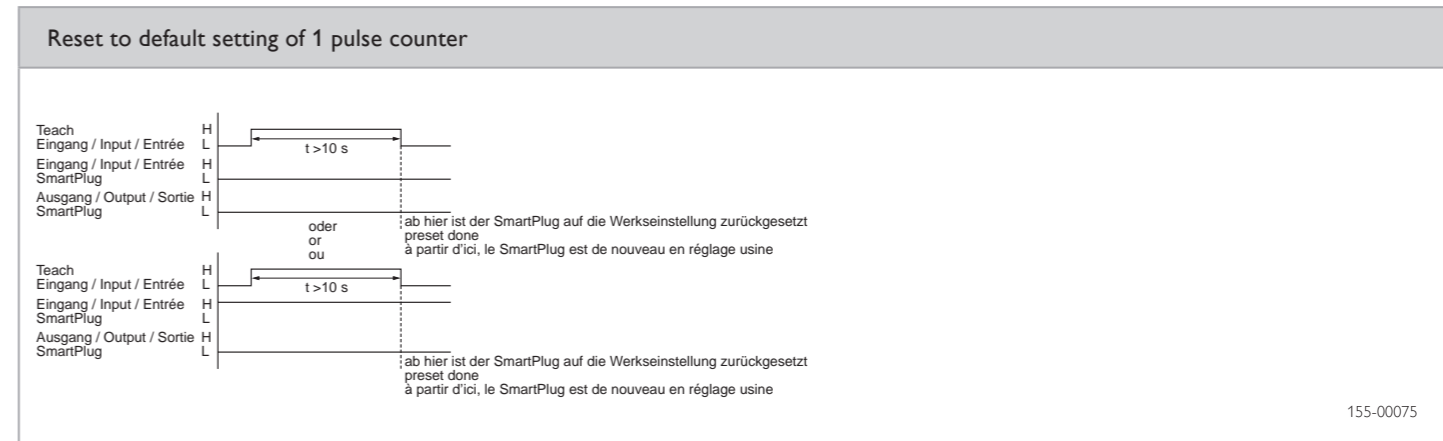 Reset to default setting of 1 pulse counter
Teach H
Eingang / Input / Entrée L
t >10 s
Eingang / Input / Entrée H
SmartPlug L
Ausgang / Output / Sortie H
SmartPlug L
oder
or
ou
ab hier ist der SmartPlug auf die Werkseinstellung zurückgesetzt
preset done
à partir d'ici, le SmartPlug est de nouveau en réglage usine
Teach H
Eingang / Input / Entrée L
t >10 s
Eingang / Input / Entrée H
SmartPlug L
Ausgang / Output / Sortie H
SmartPlug L
ab hier ist der SmartPlug auf die Werkseinstellung zurückgesetzt
preset done
à partir d'ici, le SmartPlug est de nouveau en réglage usine
155-00075